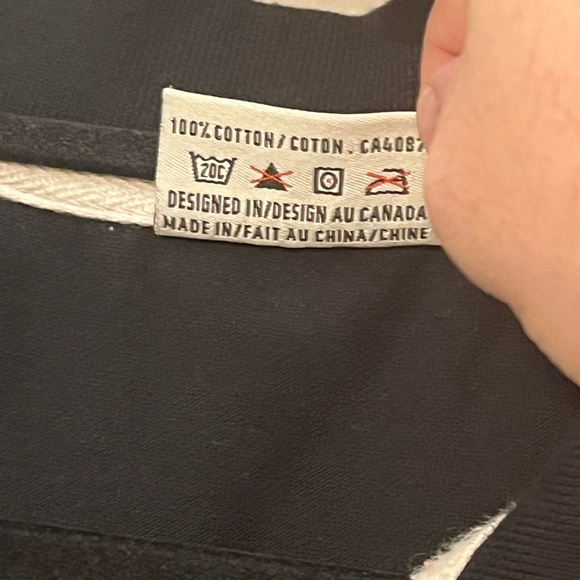 100% COTTON / COTON . CA4087
20C
DESIGNED IN/DESIGN AU CANADA
MADE IN/FAIT AU CHINA/CHINE